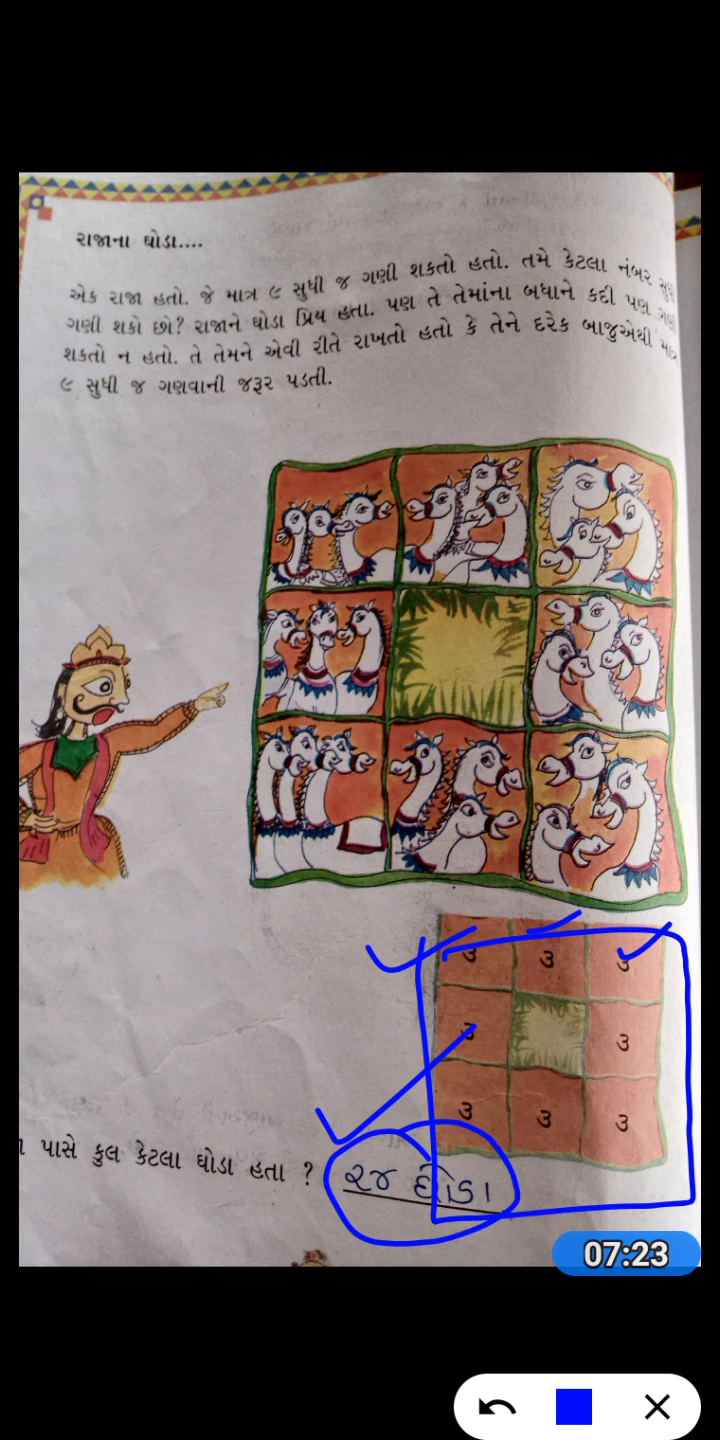 રાજાના ઘોડા....
એક રાજા હતો. જે માત્ર ૯ સુધી જ ગણી શકતો હતો. તમે કેટલા નંબર સુધી
ગણી શકો છો? રાજાને ઘોડા પ્રિય હતા. પણ તે તેમાંના બધાને કદી પણ ગણી
શકતો ન હતો. તે તેમને એવી રીતે રાખતો હતો કે તેને દરેક બાજુએથી માત્ર
૯ સુધી જ ગણવાની જરૂર પડતી.
૩ ૩ ૩
૩ ૩
૩ ૩ ૩
પાસે કુલ કેટલા ઘોડા હતા ? ૨૪ ઘોડા
07:23